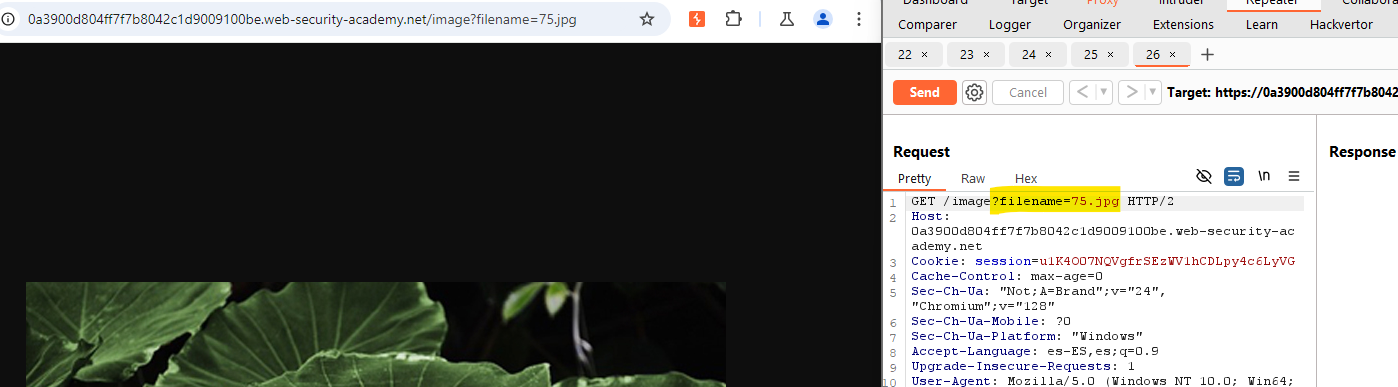 0a3900d804ff7f7b8042c1d9009100be.web-security-academy.net/image?filename=75.jpg
Dashboard Target Proxy Intruder Repeater Collabora
Comparer Logger Organizer Extensions Learn Hackvertor
22 × 23 × 24 × 25 × 26 × +
Send Cancel < > Target: https://0a3900d804ff7f7b8042
Request Response
Pretty Raw Hex \n
1 GET /image?filename=75.jpg HTTP/2
2 Host:
0a3900d804ff7f7b8042c1d9009100be.web-security-ac
ademy.net
3 Cookie: session=u1K4OO7NQVgfrSEzWV1hCDLpy4c6LyVG
4 Cache-Control: max-age=0
5 Sec-Ch-Ua: "Not;A=Brand";v="24",
"Chromium";v="128"
6 Sec-Ch-Ua-Mobile: ?0
7 Sec-Ch-Ua-Platform: "Windows"
8 Accept-Language: es-ES,es;q=0.9
9 Upgrade-Insecure-Requests: 1
10 User-Agent: Mozilla/5.0 (Windows NT 10.0; Win64;